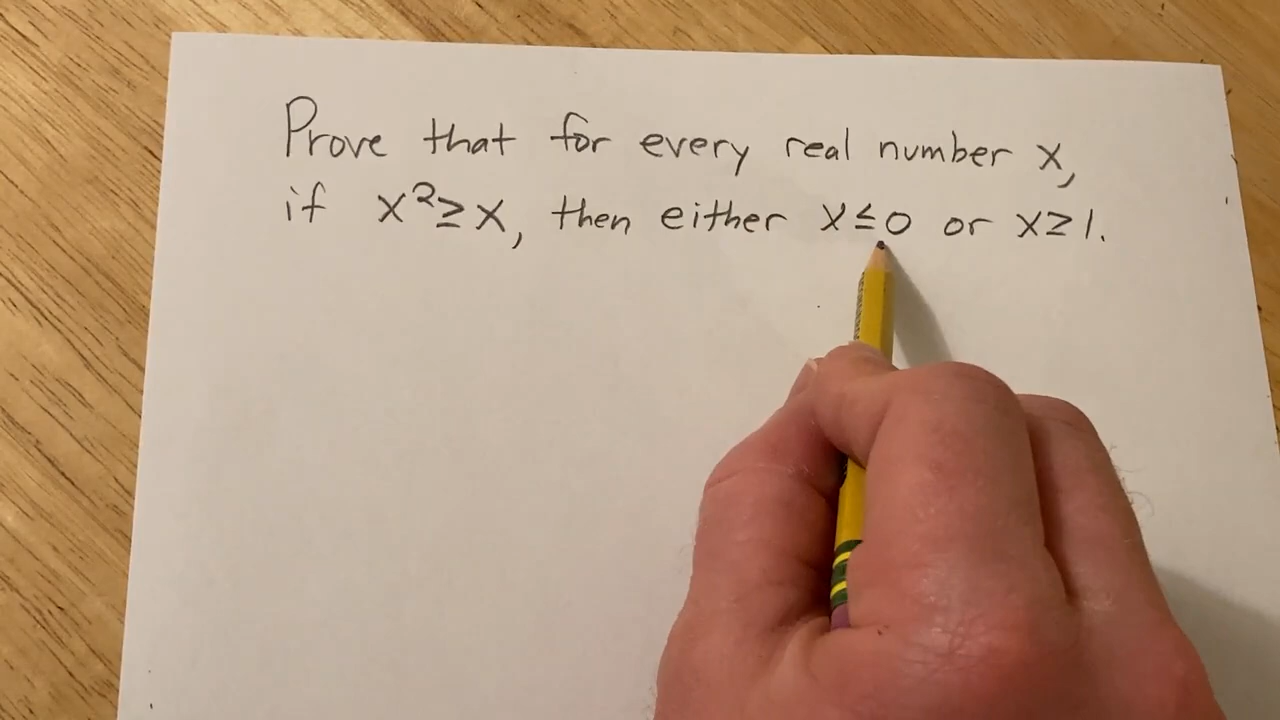 Prove that for every real number x,
if x²≥x, then either x≤0 or x≥1.